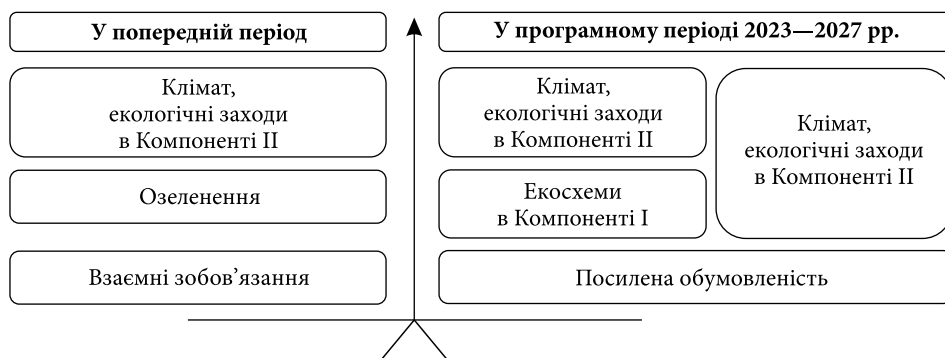 У попередній період
Клімат,
екологічні заходи
в Компоненті II
Озеленення
Взаємні зобов’язання
У програмному періоді 2023—2027 рр.
Клімат,
екологічні заходи
в Компоненті II
Екосхеми
в Компоненті I
Клімат,
екологічні заходи
в Компоненті II
Посилена обумовленість